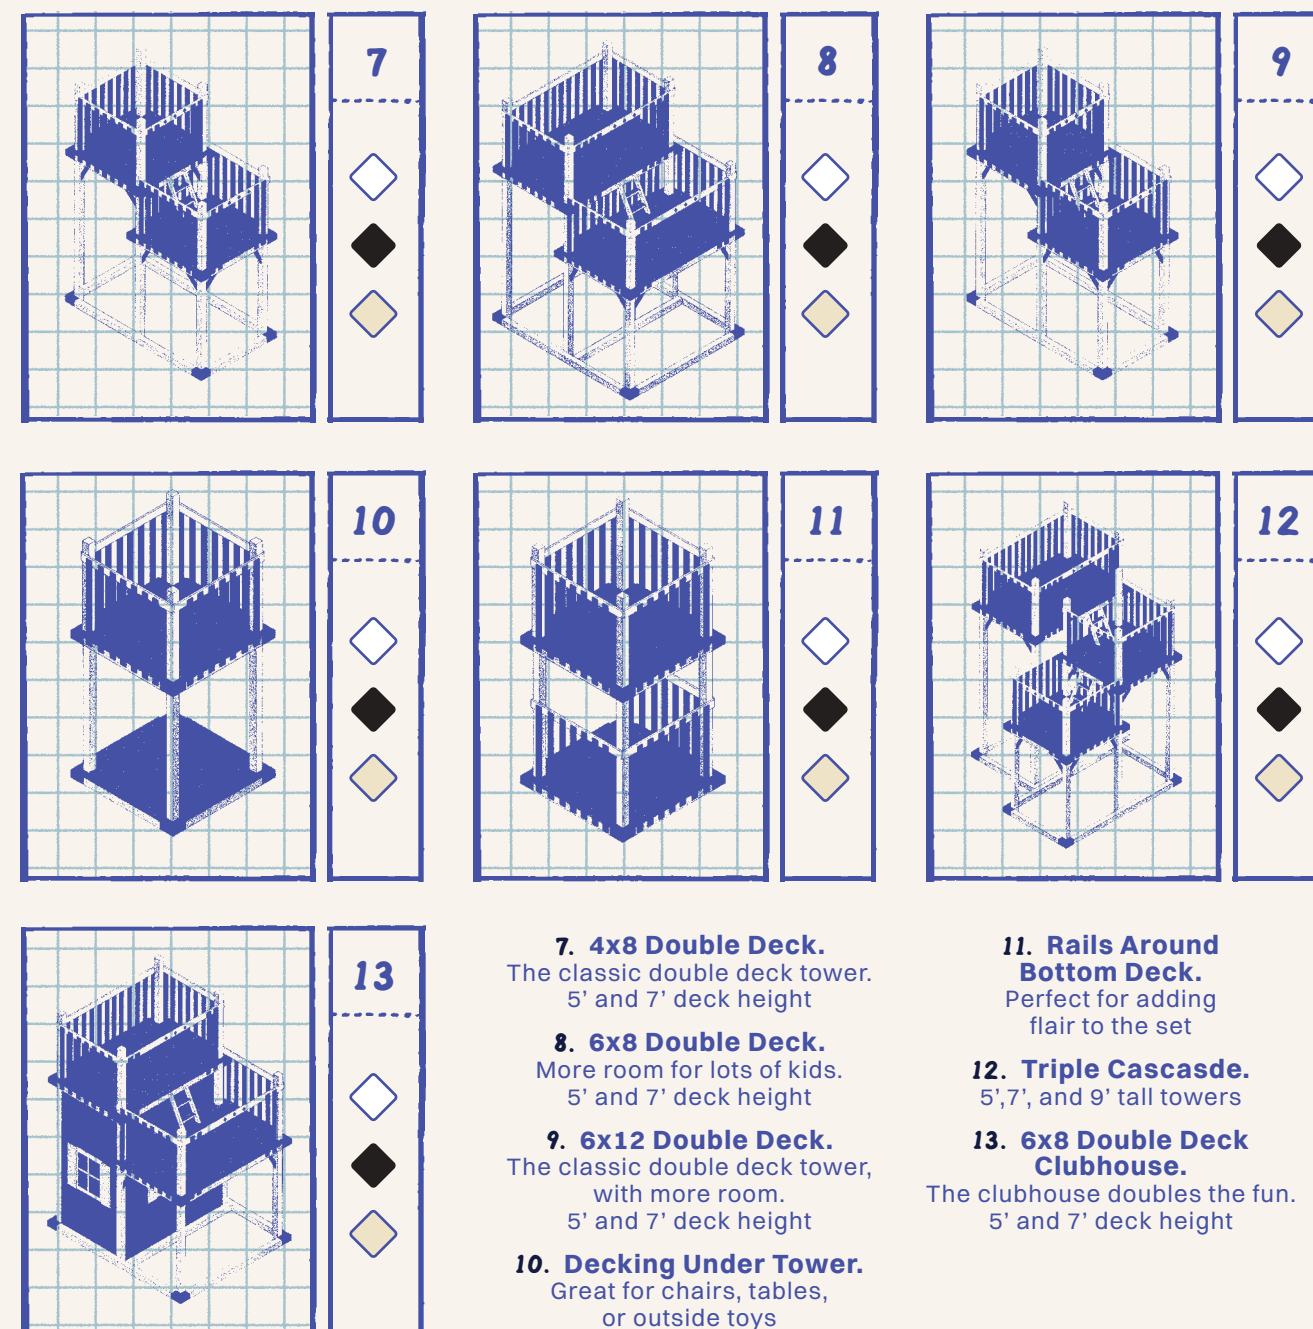 7
8
9
10
11
12
13
7. 4x8 Double Deck.
The classic double deck tower.
5’ and 7’ deck height
8. 6x8 Double Deck.
More room for lots of kids.
5’ and 7’ deck height
9. 6x12 Double Deck.
The classic double deck tower,
with more room.
5’ and 7’ deck height
10. Decking Under Tower.
Great for chairs, tables,
or outside toys
11. Rails Around
Bottom Deck.
Perfect for adding
flair to the set
12. Triple Cascasde.
5’,7’, and 9’ tall towers
13. 6x8 Double Deck
Clubhouse.
The clubhouse doubles the fun.
5’ and 7’ deck height